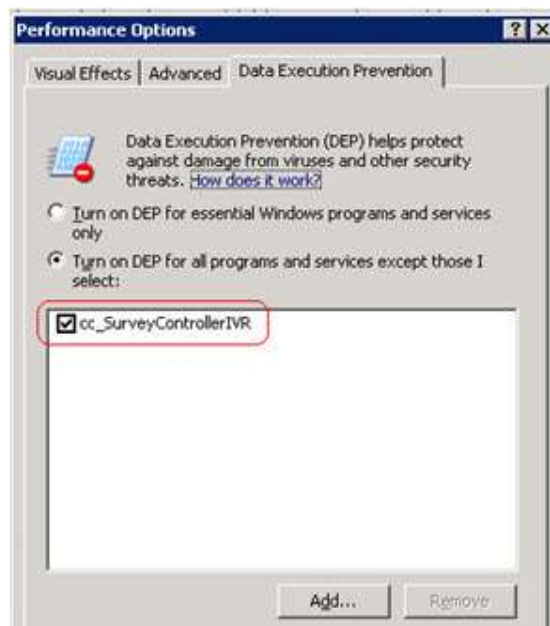 Performance Options
Visual Effects Advanced Data Execution Prevention
Data Execution Prevention (DEP) helps protect
against damage from viruses and other security
threats. How does it work?
Turn on DEP for essential Windows programs and services
only
Turn on DEP for all programs and services except those I
select:
cc_SurveyControllerIVR
Add... Remove